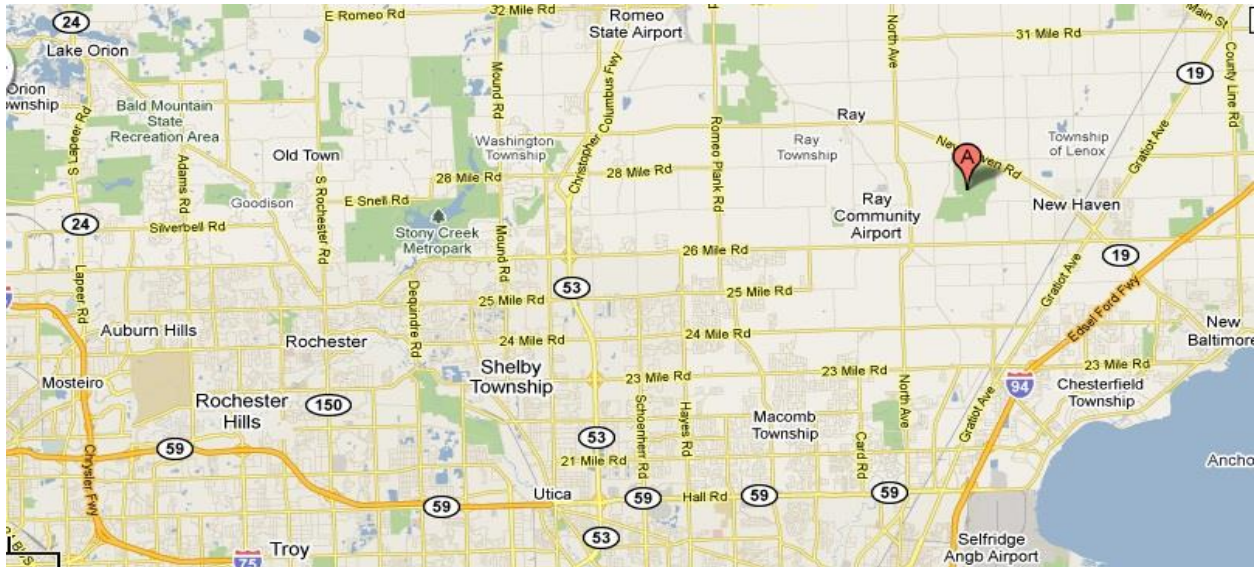 24
E Romeo Rd
32 Mile Rd
Romeo
State Airport
North Ave
31 Mile Rd
Main St
Lake Orion
Orion
Bald Mountain
State
Recreation Area
Lapeer Rd
Adams Rd
Old Town
S Rochester Rd
Mound Rd
Christopher Columbus Fwy
Washington
Township
Romeo Plank Rd
Ray
Ray
Township
New Haven Rd
Township
of Lenox
Gratiot Ave
19
County Line Rd
A
28 Mile Rd
28 Mile Rd
E Snell Rd
Goodison
24
Silverbell Rd
Stony Creek
Metropark
Mound Rd
Ray
Community
Airport
New Haven
26 Mile Rd
19
53
Gratiot Ave
Edsel Ford Fwy
Lapeer Rd
Dequindre Rd
25 Mile Rd
25 Mile Rd
Auburn Hills
Rochester
24 Mile Rd
24 Mile Rd
New
Baltimore
Shelby
Township
23 Mile Rd
23 Mile Rd
23 Mile Rd
Mosteiro
Rochester
Hills
150
94
Chesterfield
Township
Schoenherr Rd
Hayes Rd
Macomb
Township
Card Rd
North Ave
Gratiot Ave
53
59
Chrysler Fwy
21 Mile Rd
Ancho
Utica
59
59
Hall Rd
59
59
53
Troy
75
Selfridge
Angb Airport